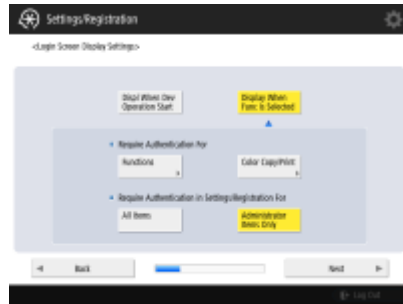 Settings/Registration
<Login Screen Display Settings>
Displ When Dev
Operation Start
Display When
Func Is Selected
Require Authentication For
Functions
Color Copy/Print
Require Authentication in Settings/Registration For
All Items
Administrator
Items Only
Back
Next
Log Out